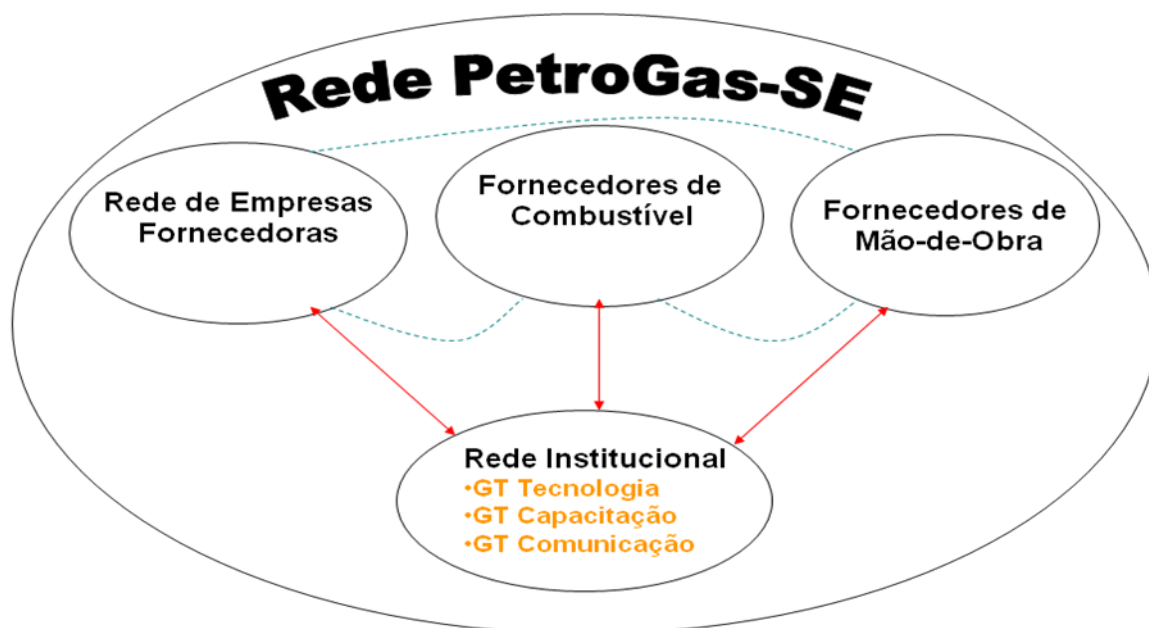 Rede PetroGas-SE
Rede de Empresas
Fornecedoras
Fornecedores de
Combustível
Fornecedores de
Mão-de-Obra
Rede Institucional
•GT Tecnologia
•GT Capacitação
•GT Comunicação